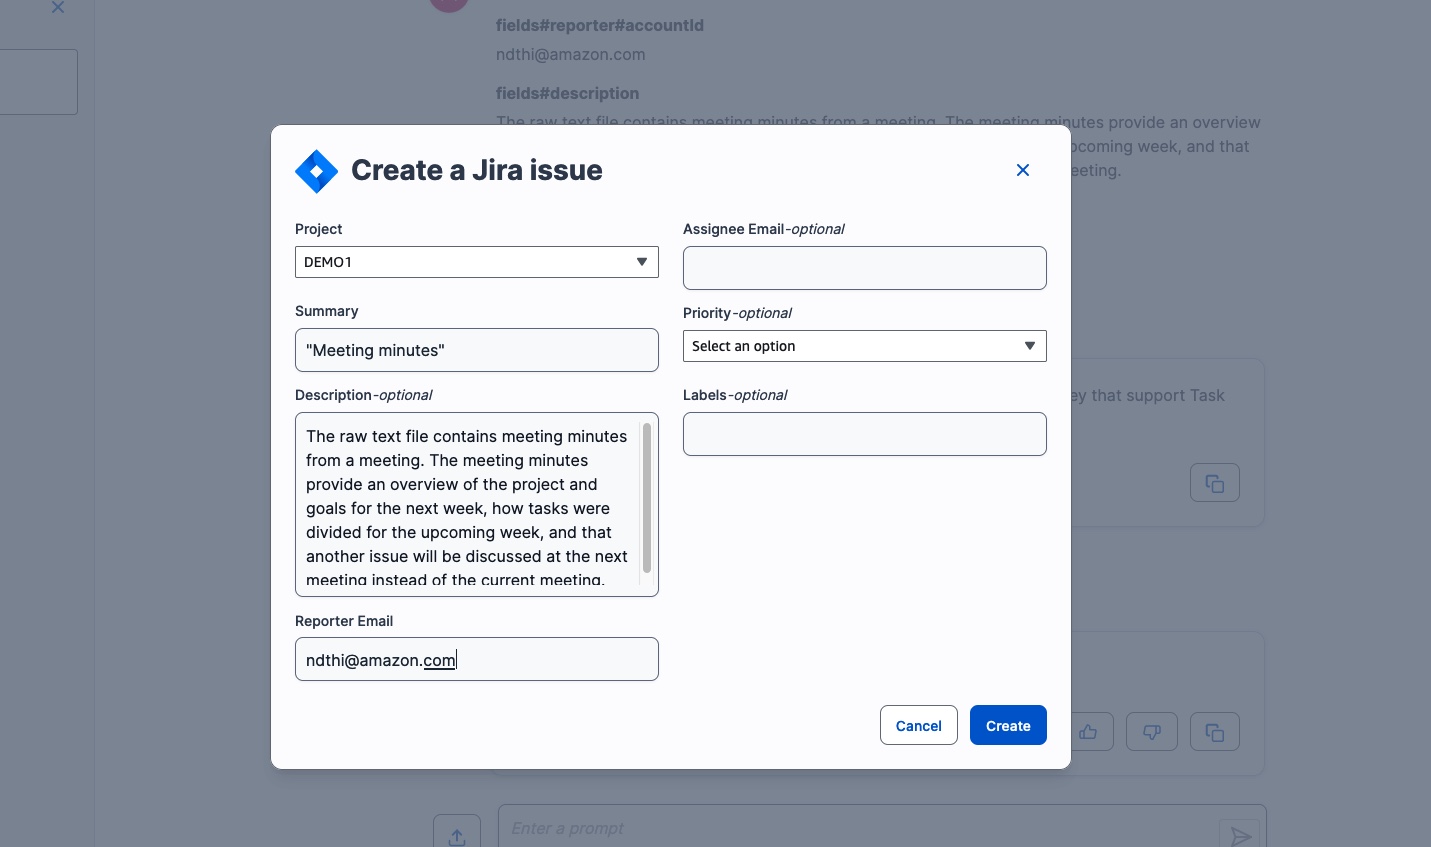 fields#reporter#accountId
ndthi@amazon.com
fields#description
The raw text file contains meeting minutes from a meeting. The meeting minutes provide an overview
pcoming week, and that
eeting.
Create a Jira issue
Project
DEMO1
Summary
"Meeting minutes"
Description-optional
The raw text file contains meeting minutes
from a meeting. The meeting minutes
provide an overview of the project and
goals for the next week, how tasks were
divided for the upcoming week, and that
another issue will be discussed at the next
meeting instead of the current meeting.
Reporter Email
ndthi@amazon.com
Assignee Email-optional
Priority-optional
Select an option
Labels-optional
Cancel
Create
ey that support Task
Enter a prompt